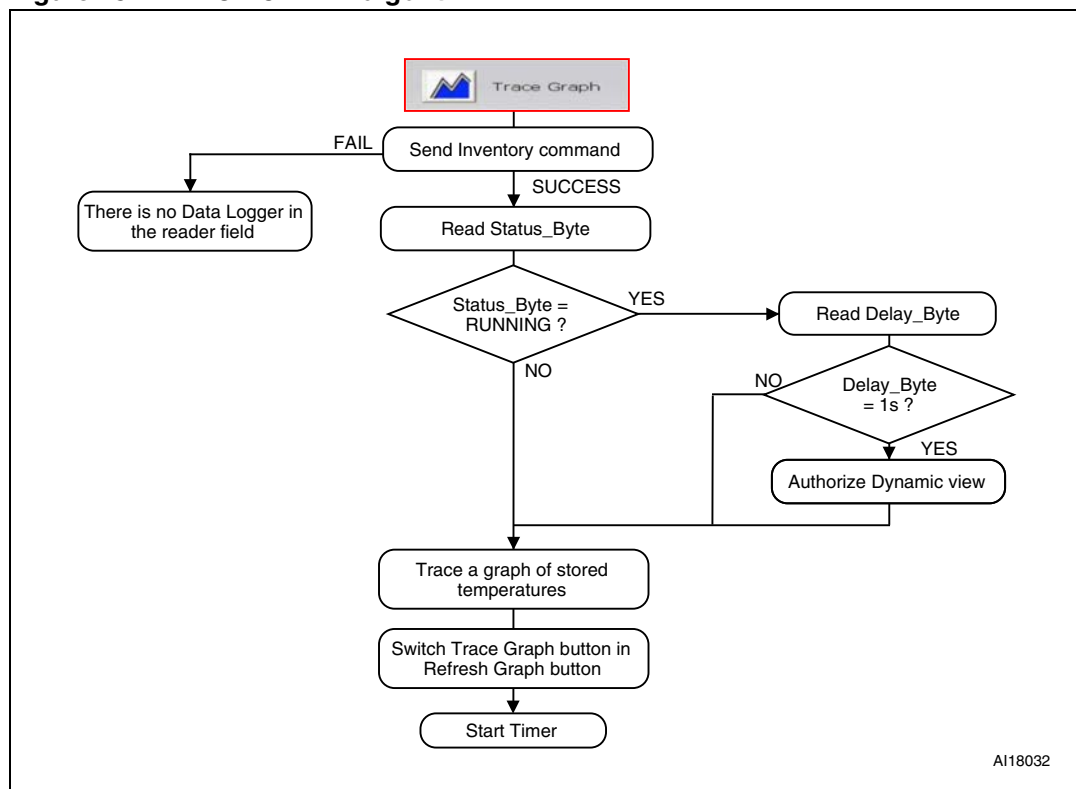 Trace Graph
FAIL
Send Inventory command
SUCCESS
There is no Data Logger in
the reader field
Read Status_Byte
Status_Byte =
RUNNING ?
YES
Read Delay_Byte
NO
NO
Delay_Byte
= 1s ?
YES
Authorize Dynamic view
Trace a graph of stored
temperatures
Switch Trace Graph button in
Refresh Graph button
Start Timer
AI18032